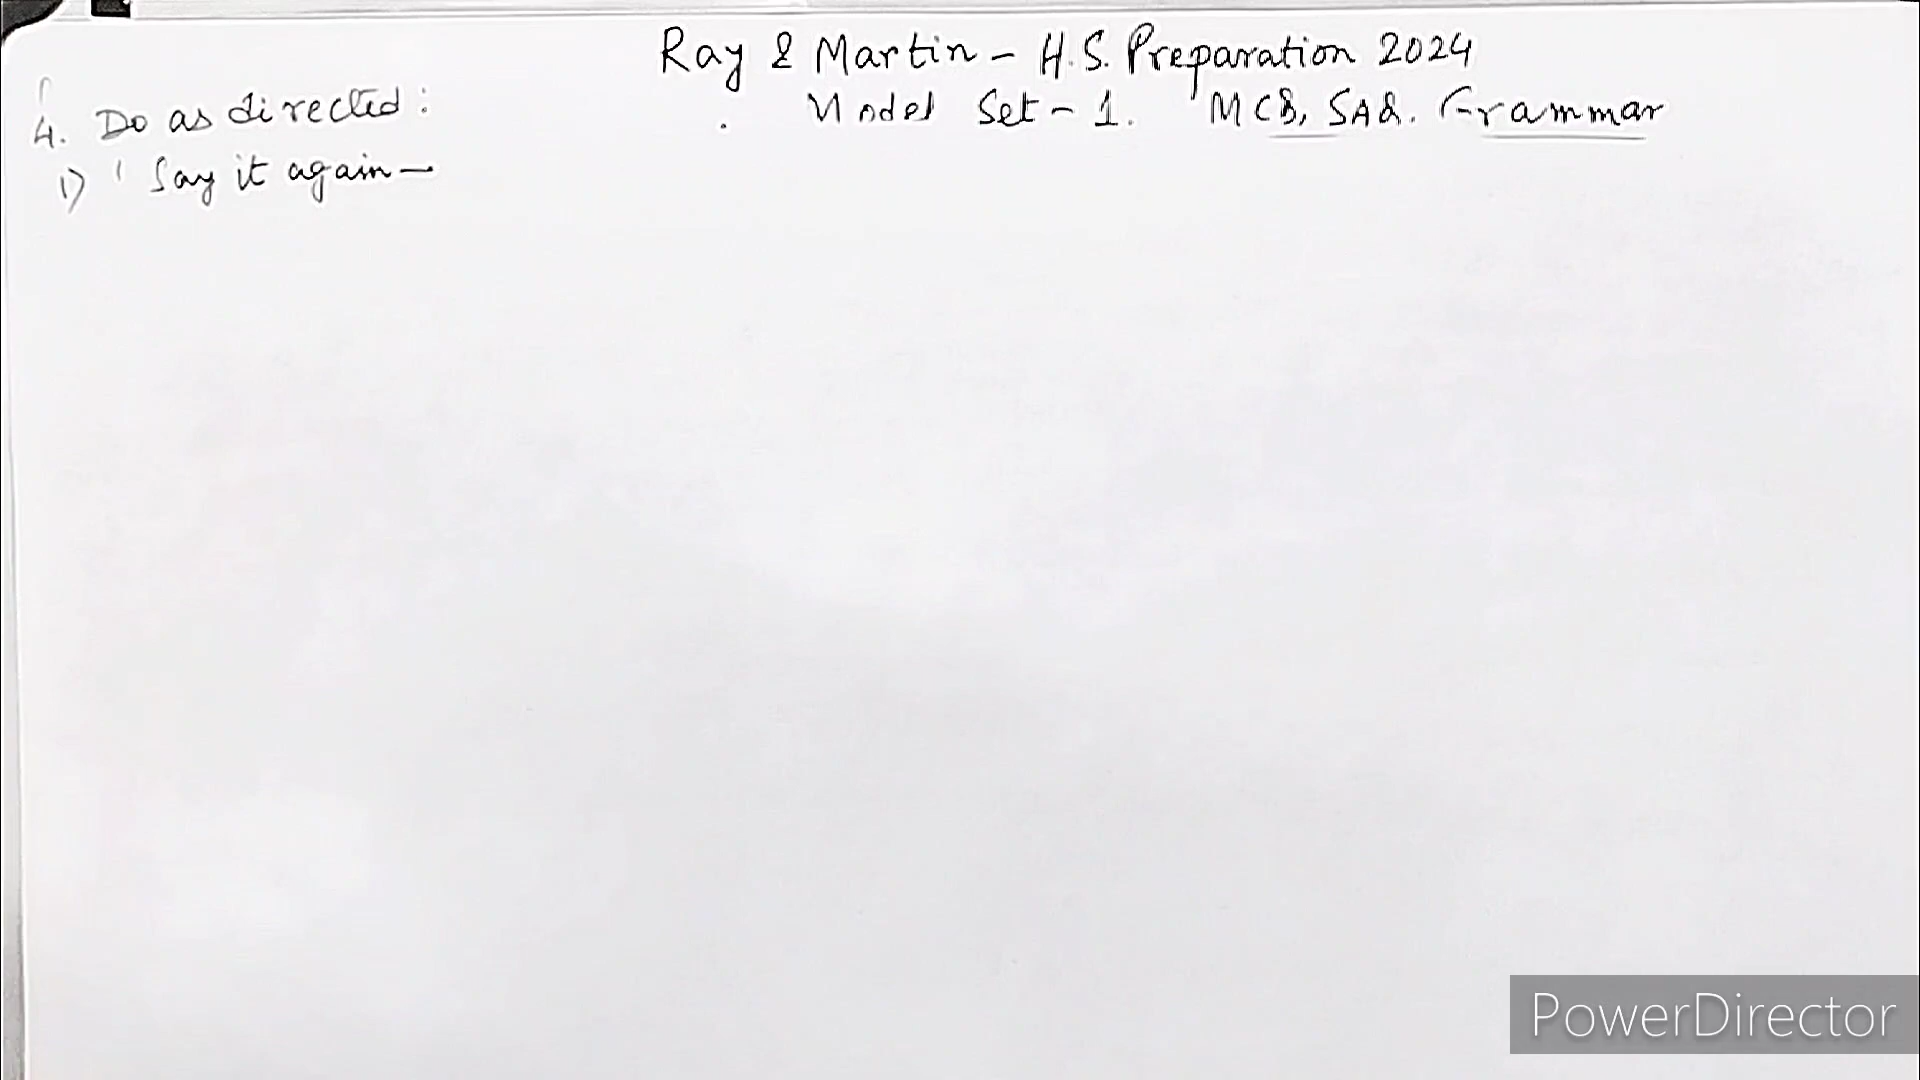 Ray & Martin - H.S. Preparation 2024
Model Set - 1. MCQ, SAQ. Grammar
4. Do as directed :
1) ' Say it again —
PowerDirector